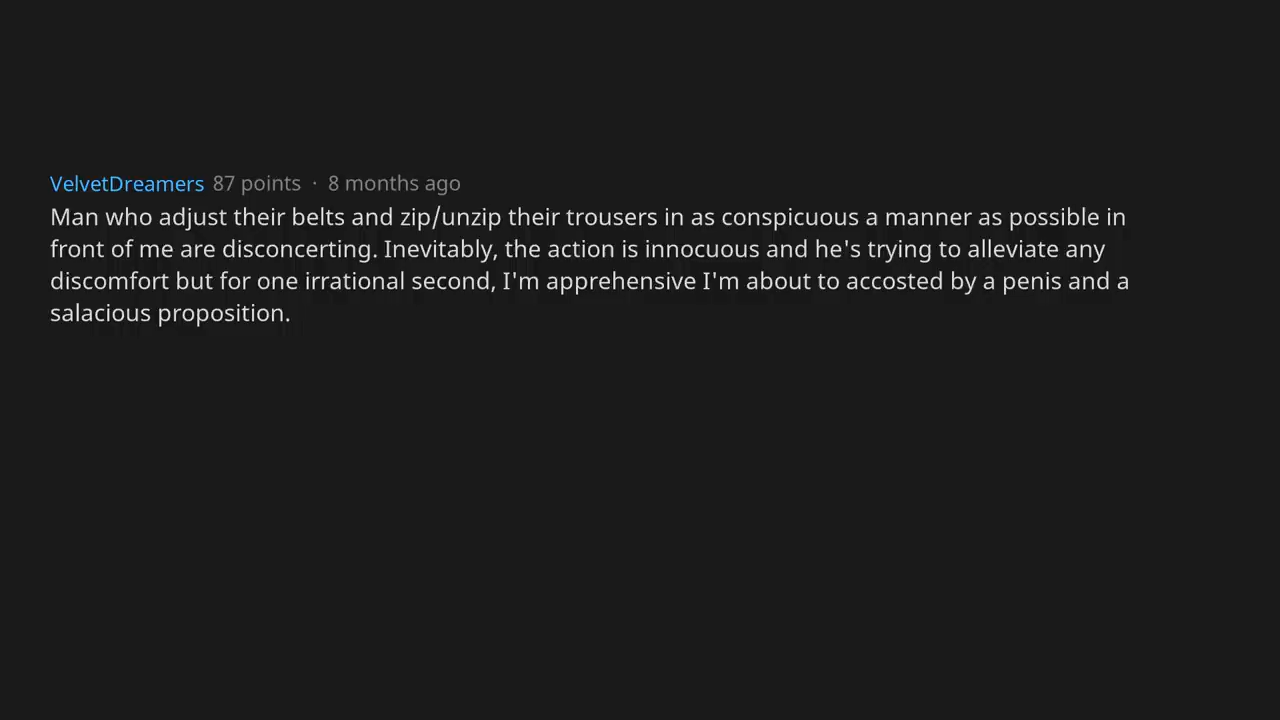 VelvetDreamers 87 points · 8 months ago
Man who adjust their belts and zip/unzip their trousers in as conspicuous a manner as possible in
front of me are disconcerting. Inevitably, the action is innocuous and he's trying to alleviate any
discomfort but for one irrational second, I'm apprehensive I'm about to accosted by a penis and a
salacious proposition.